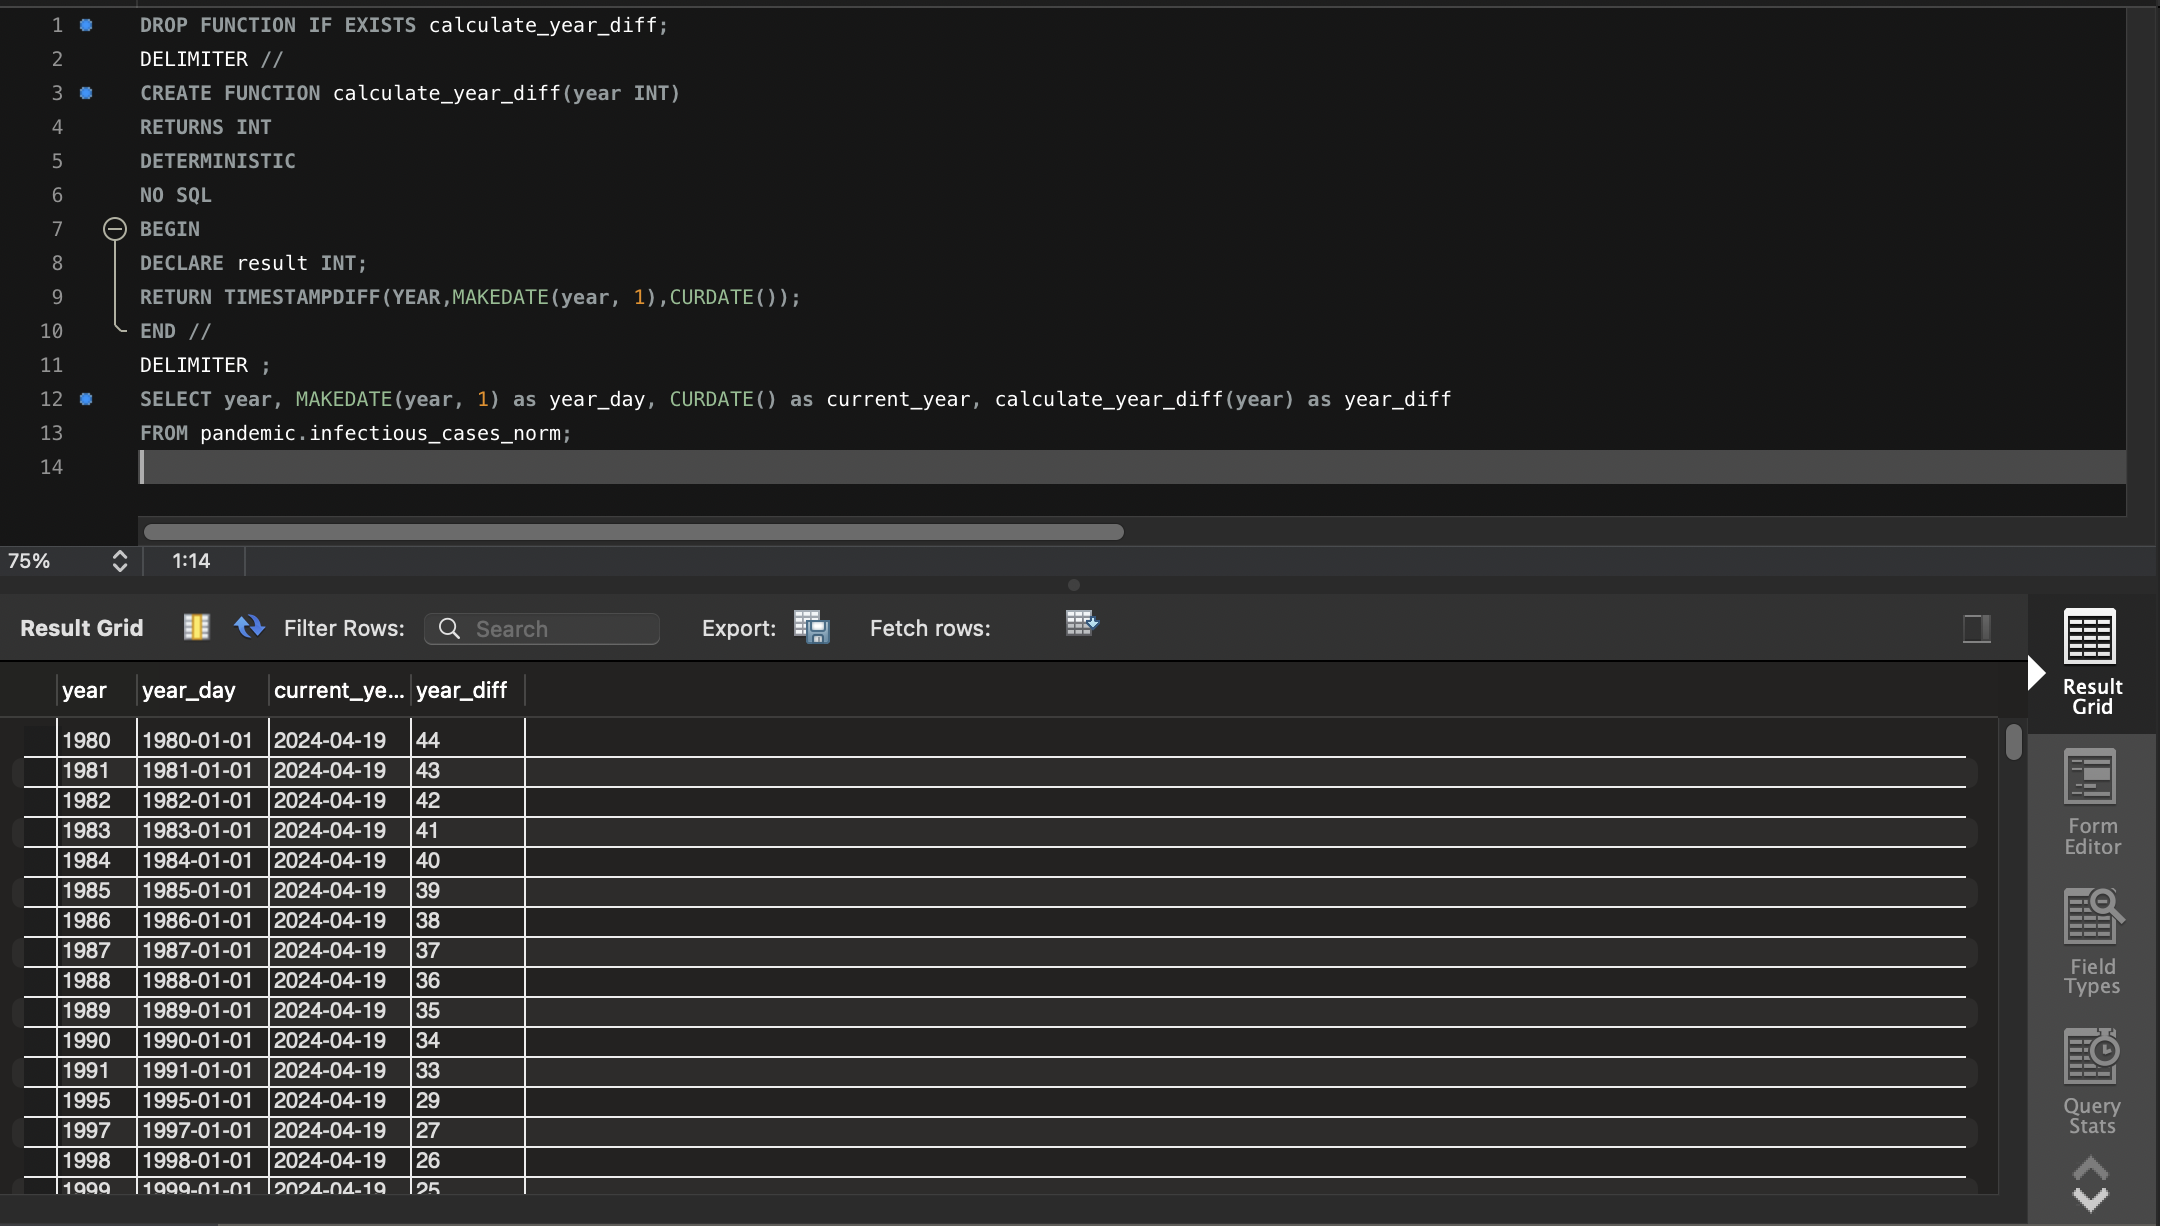 1 DROP FUNCTION IF EXISTS calculate_year_diff;
2 DELIMITER //
3 CREATE FUNCTION calculate_year_diff(year INT)
4 RETURNS INT
5 DETERMINISTIC
6 NO SQL
7 BEGIN
8 DECLARE result INT;
9 RETURN TIMESTAMPDIFF(YEAR,MAKEDATE(year, 1),CURDATE());
10 END //
11 DELIMITER ;
12 SELECT year, MAKEDATE(year, 1) as year_day, CURDATE() as current_year, calculate_year_diff(year) as year_diff
13 FROM pandemic.infectious_cases_norm;
14
75% 1:14
Result Grid Filter Rows: Search Export: Fetch rows:
year year_day current_ye... year_diff
1980 1980-01-01 2024-04-19 44
1981 1981-01-01 2024-04-19 43
1982 1982-01-01 2024-04-19 42
1983 1983-01-01 2024-04-19 41
1984 1984-01-01 2024-04-19 40
1985 1985-01-01 2024-04-19 39
1986 1986-01-01 2024-04-19 38
1987 1987-01-01 2024-04-19 37
1988 1988-01-01 2024-04-19 36
1989 1989-01-01 2024-04-19 35
1990 1990-01-01 2024-04-19 34
1991 1991-01-01 2024-04-19 33
1995 1995-01-01 2024-04-19 29
1997 1997-01-01 2024-04-19 27
1998 1998-01-01 2024-04-19 26
1999 1999-01-01 2024-04-19 25
Result
Grid
Form
Editor
Field
Types
Query
Stats